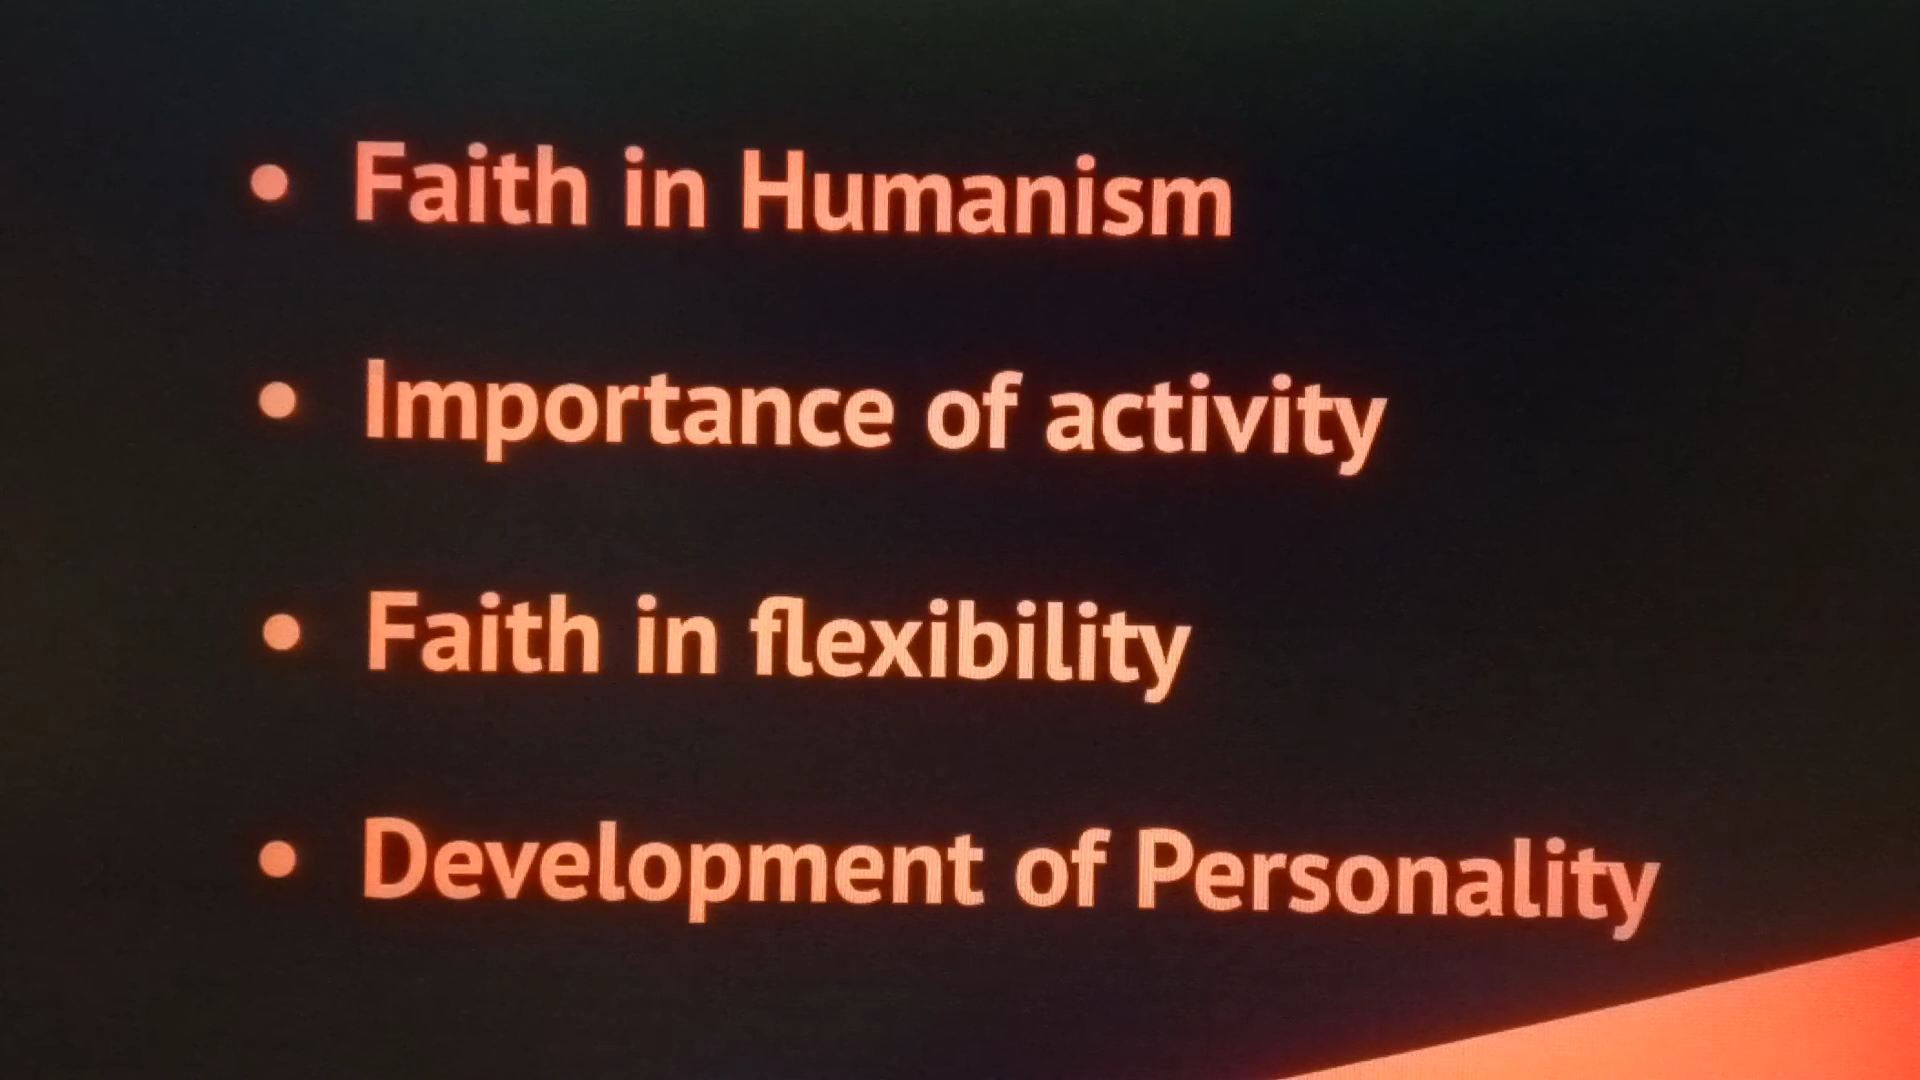 • Faith in Humanism
• Importance of activity
• Faith in flexibility
• Development of Personality